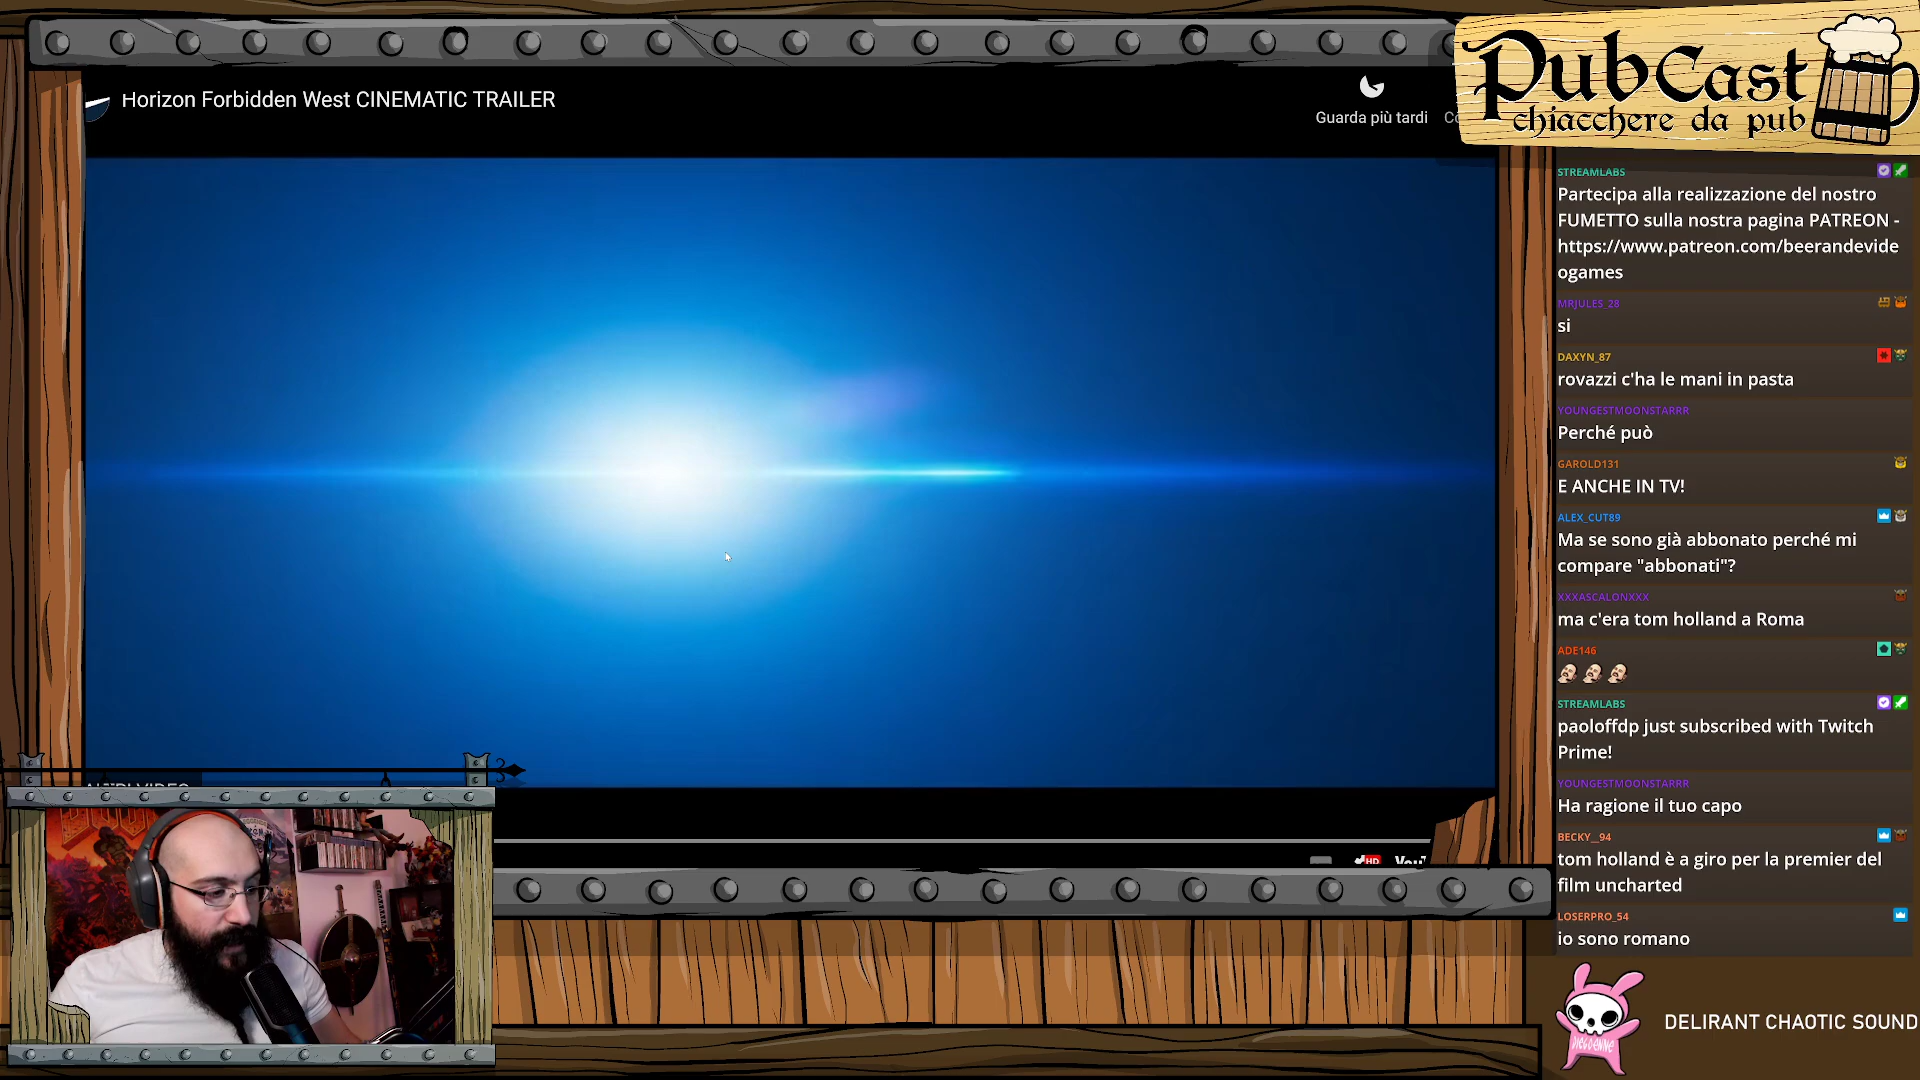 Horizon Forbidden West CINEMATIC TRAILER
Guarda più tardi
PubCast
chiacchere da pub
STREAMLABS
Partecipa alla realizzazione del nostro
FUMETTO sulla nostra pagina PATREON -
https://www.patreon.com/beerandevide
ogames
MRJULES_28
si
DAXYN_87
rovazzi c'ha le mani in pasta
YOUNGESTMOONSTARRR
Perché può
GAROLD131
E ANCHE IN TV!
ALEX_CUT89
Ma se sono già abbonato perché mi
compare "abbonati"?
XXXASCALONXXX
ma c'era tom holland a Roma
ADE146
STREAMLABS
paoloffdp just subscribed with Twitch
Prime!
YOUNGESTMOONSTARRR
Ha ragione il tuo capo
BECKY__94
tom holland è a giro per la premier del
film uncharted
LOSERPRO_54
io sono romano
HD
DELIRANT CHAOTIC SOUND